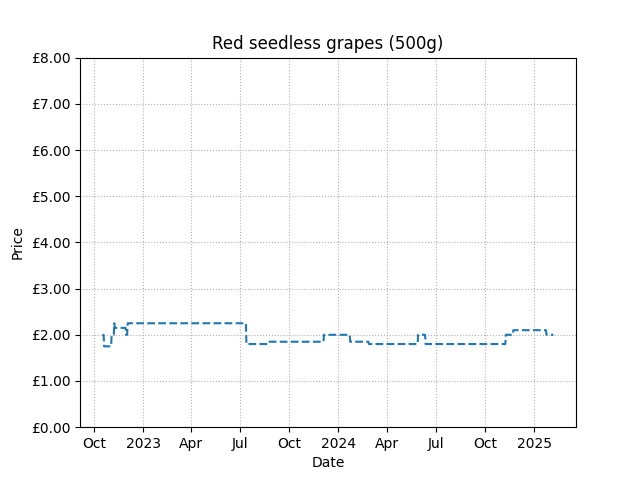 Red seedless grapes (500g)
£8.00
£7.00
£6.00
£5.00
£4.00
£3.00
£2.00
£1.00
£0.00
Price
Oct 2023 Apr Jul Oct 2024 Apr Jul Oct 2025
Date